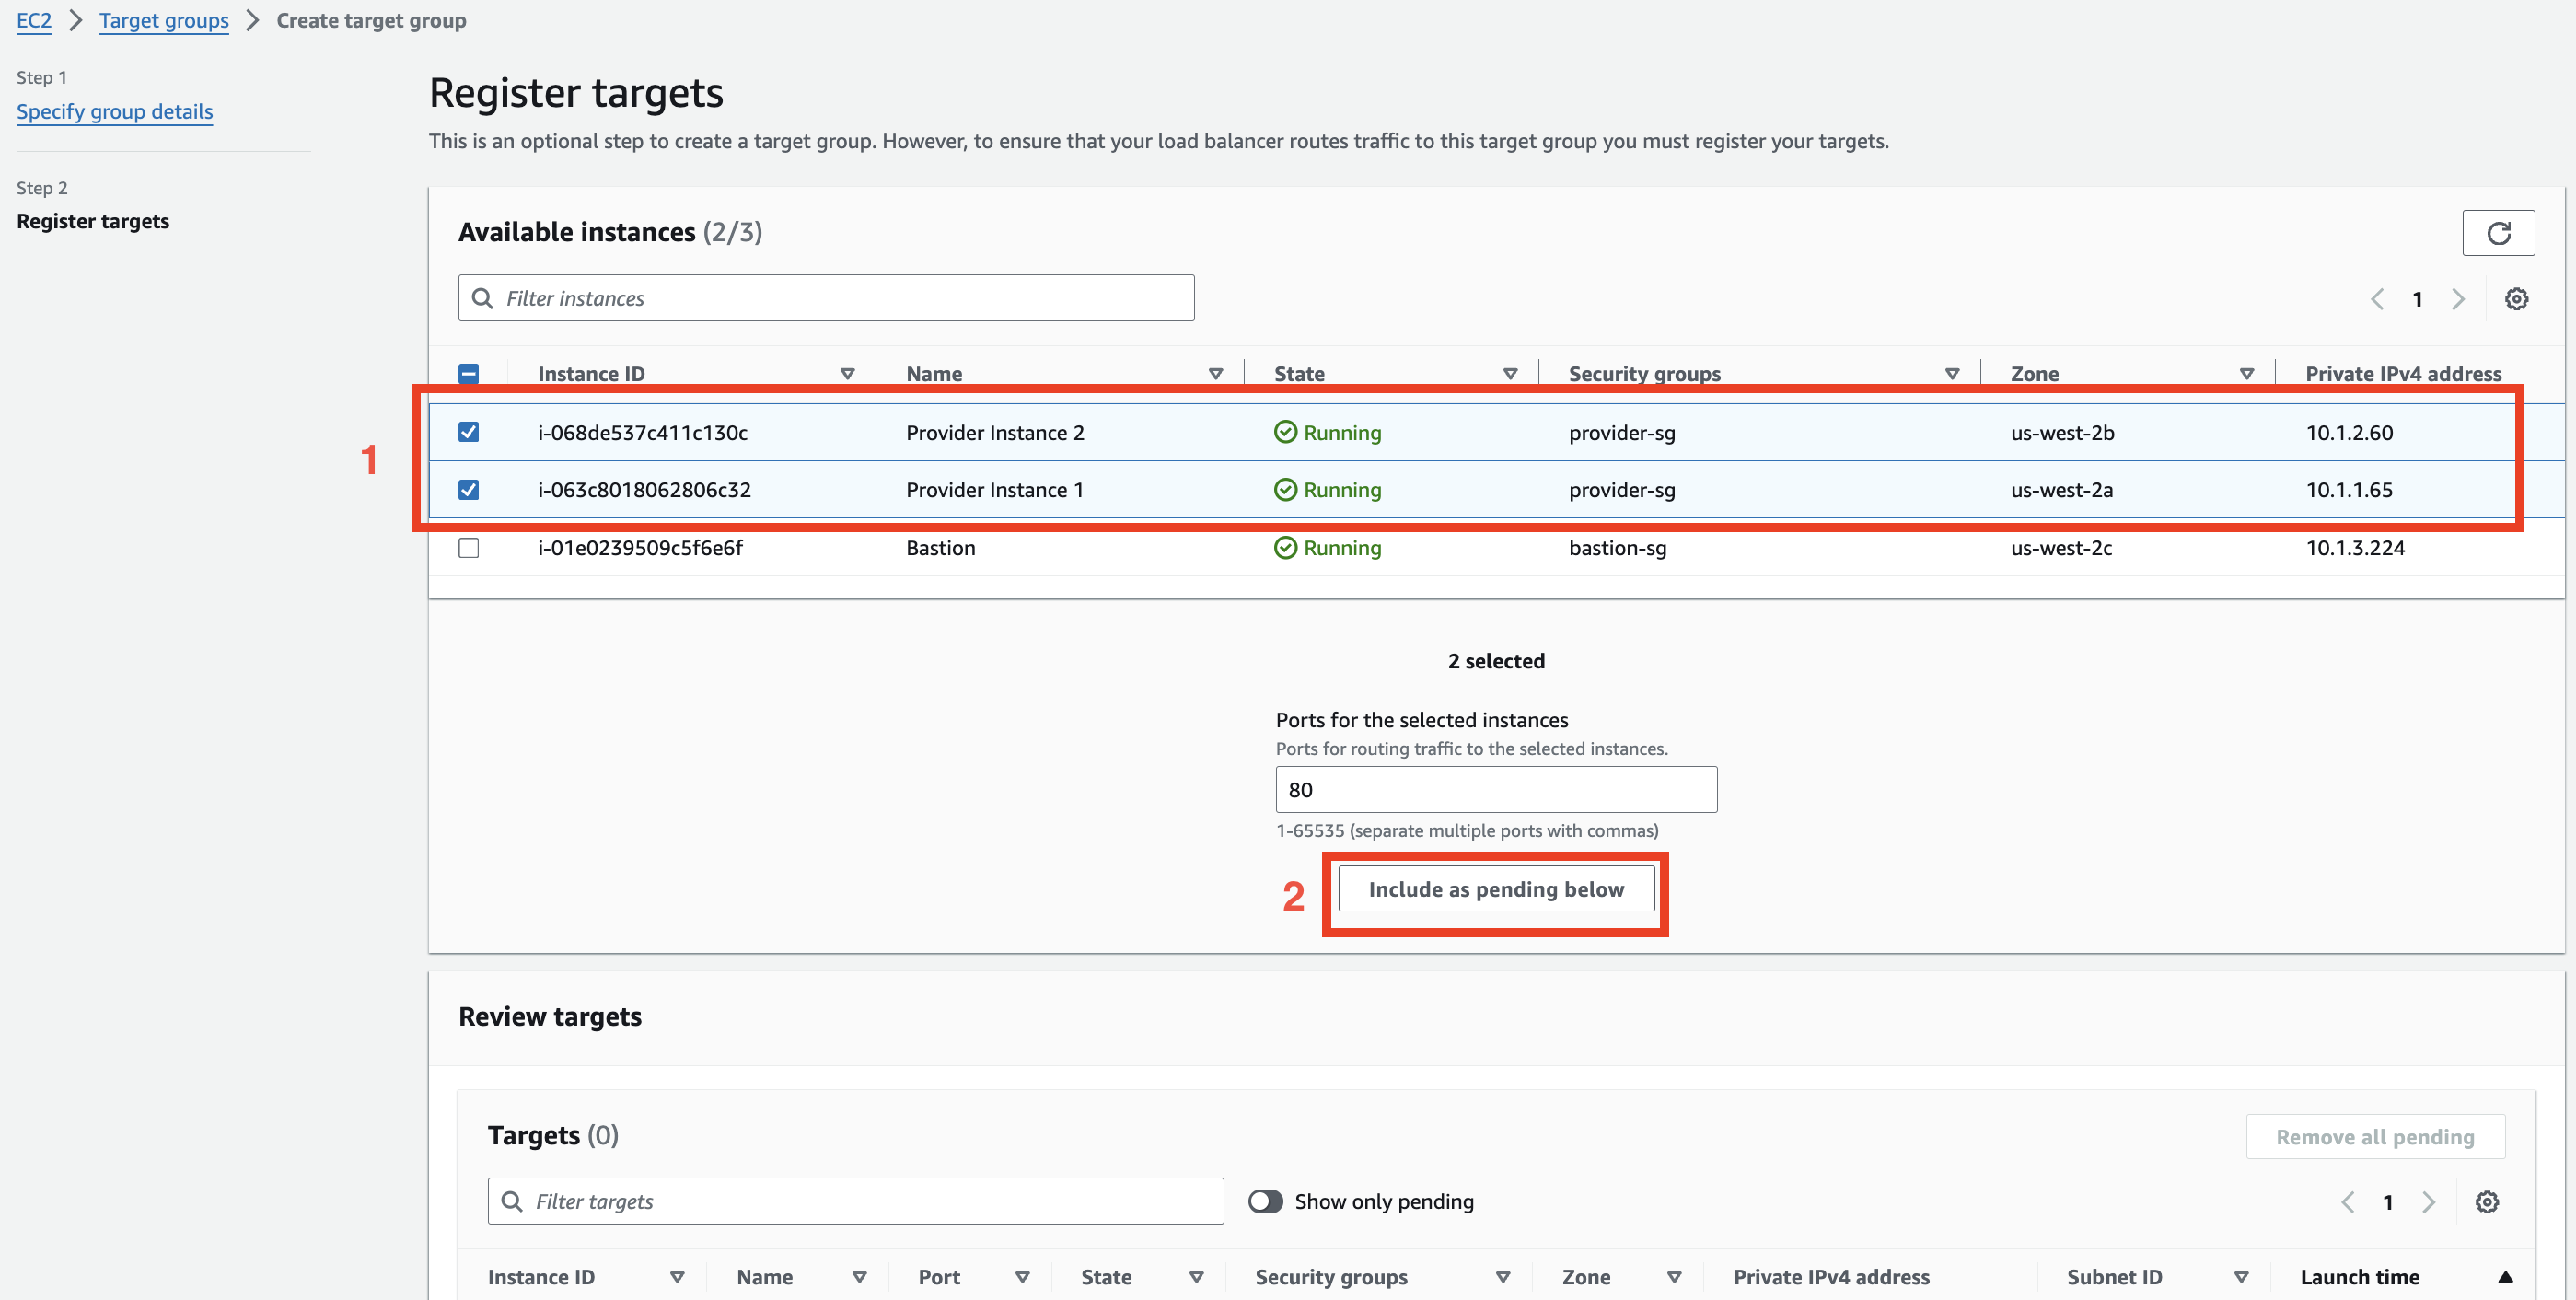 EC2 > Target groups > Create target group
Step 1
Specify group details
Step 2
Register targets
Register targets
This is an optional step to create a target group. However, to ensure that your load balancer routes traffic to this target group you must register your targets.
Available instances (2/3)
Filter instances
1
Instance ID Name State Security groups Zone Private IPv4 address
1
i-068de537c411c130c Provider Instance 2 Running provider-sg us-west-2b 10.1.2.60
i-063c8018062806c32 Provider Instance 1 Running provider-sg us-west-2a 10.1.1.65
i-01e0239509c5f6e6f Bastion Running bastion-sg us-west-2c 10.1.3.224
2 selected
Ports for the selected instances
Ports for routing traffic to the selected instances.
80
1-65535 (separate multiple ports with commas)
2 Include as pending below
Review targets
Targets (0)
Remove all pending
Filter targets Show only pending 1
Instance ID Name Port State Security groups Zone Private IPv4 address Subnet ID Launch time